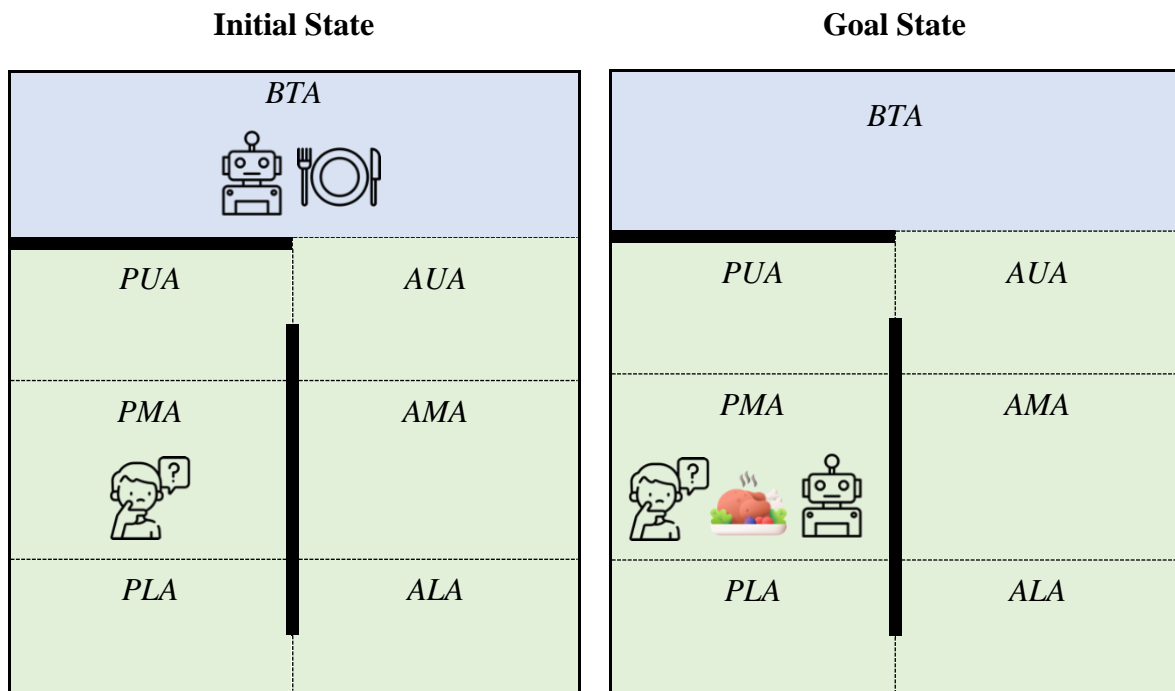 Initial State
BTA
PUA AUA
PMA AMA
?
PLA ALA
Goal State
BTA
PUA AUA
PMA AMA
?
PLA ALA